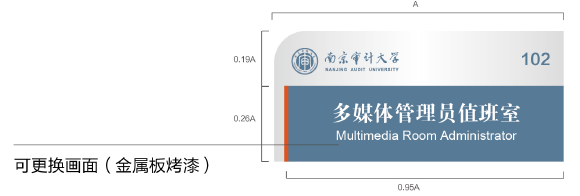 A
0.19A
南京审计大学
NANJING AUDIT UNIVERSITY
102
0.26A
多媒体管理员值班室
Multimedia Room Administrator
可更换画面（金属板烤漆）
0.95A